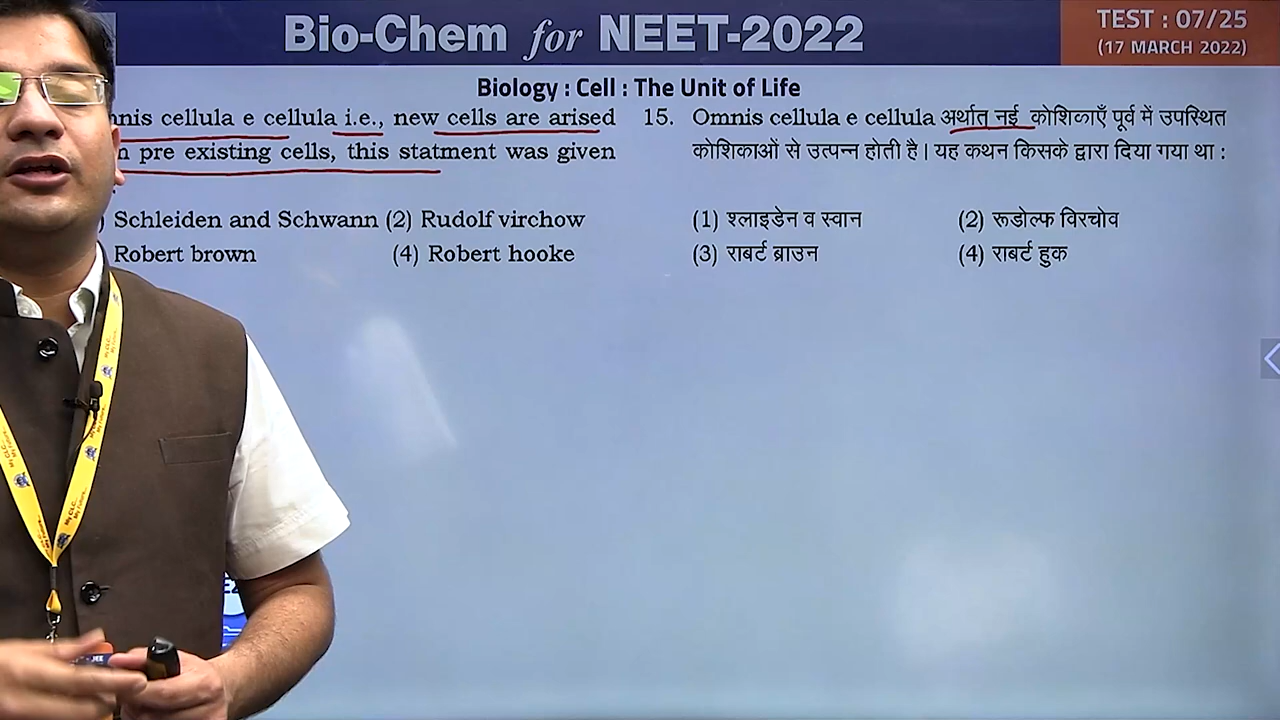 Bio-Chem for NEET-2022
TEST : 07/25
(17 MARCH 2022)
Biology : Cell : The Unit of Life
cellula e cellula i.e., new cells are arised
pre existing cells, this statment was given
Schleiden and Schwann (2) Rudolf virchow
Robert brown (4) Robert hooke
15. Omnis cellula e cellula अर्थात नई कोशिकाएँ पूर्व में उपस्थित
कोशिकाओं से उत्पन्न होती है। यह कथन किसके द्वारा दिया गया था :
(1) श्लाइडेन व स्वान (2) रूडोल्फ विरचोव
(3) राबर्ट ब्राउन (4) राबर्ट हुक